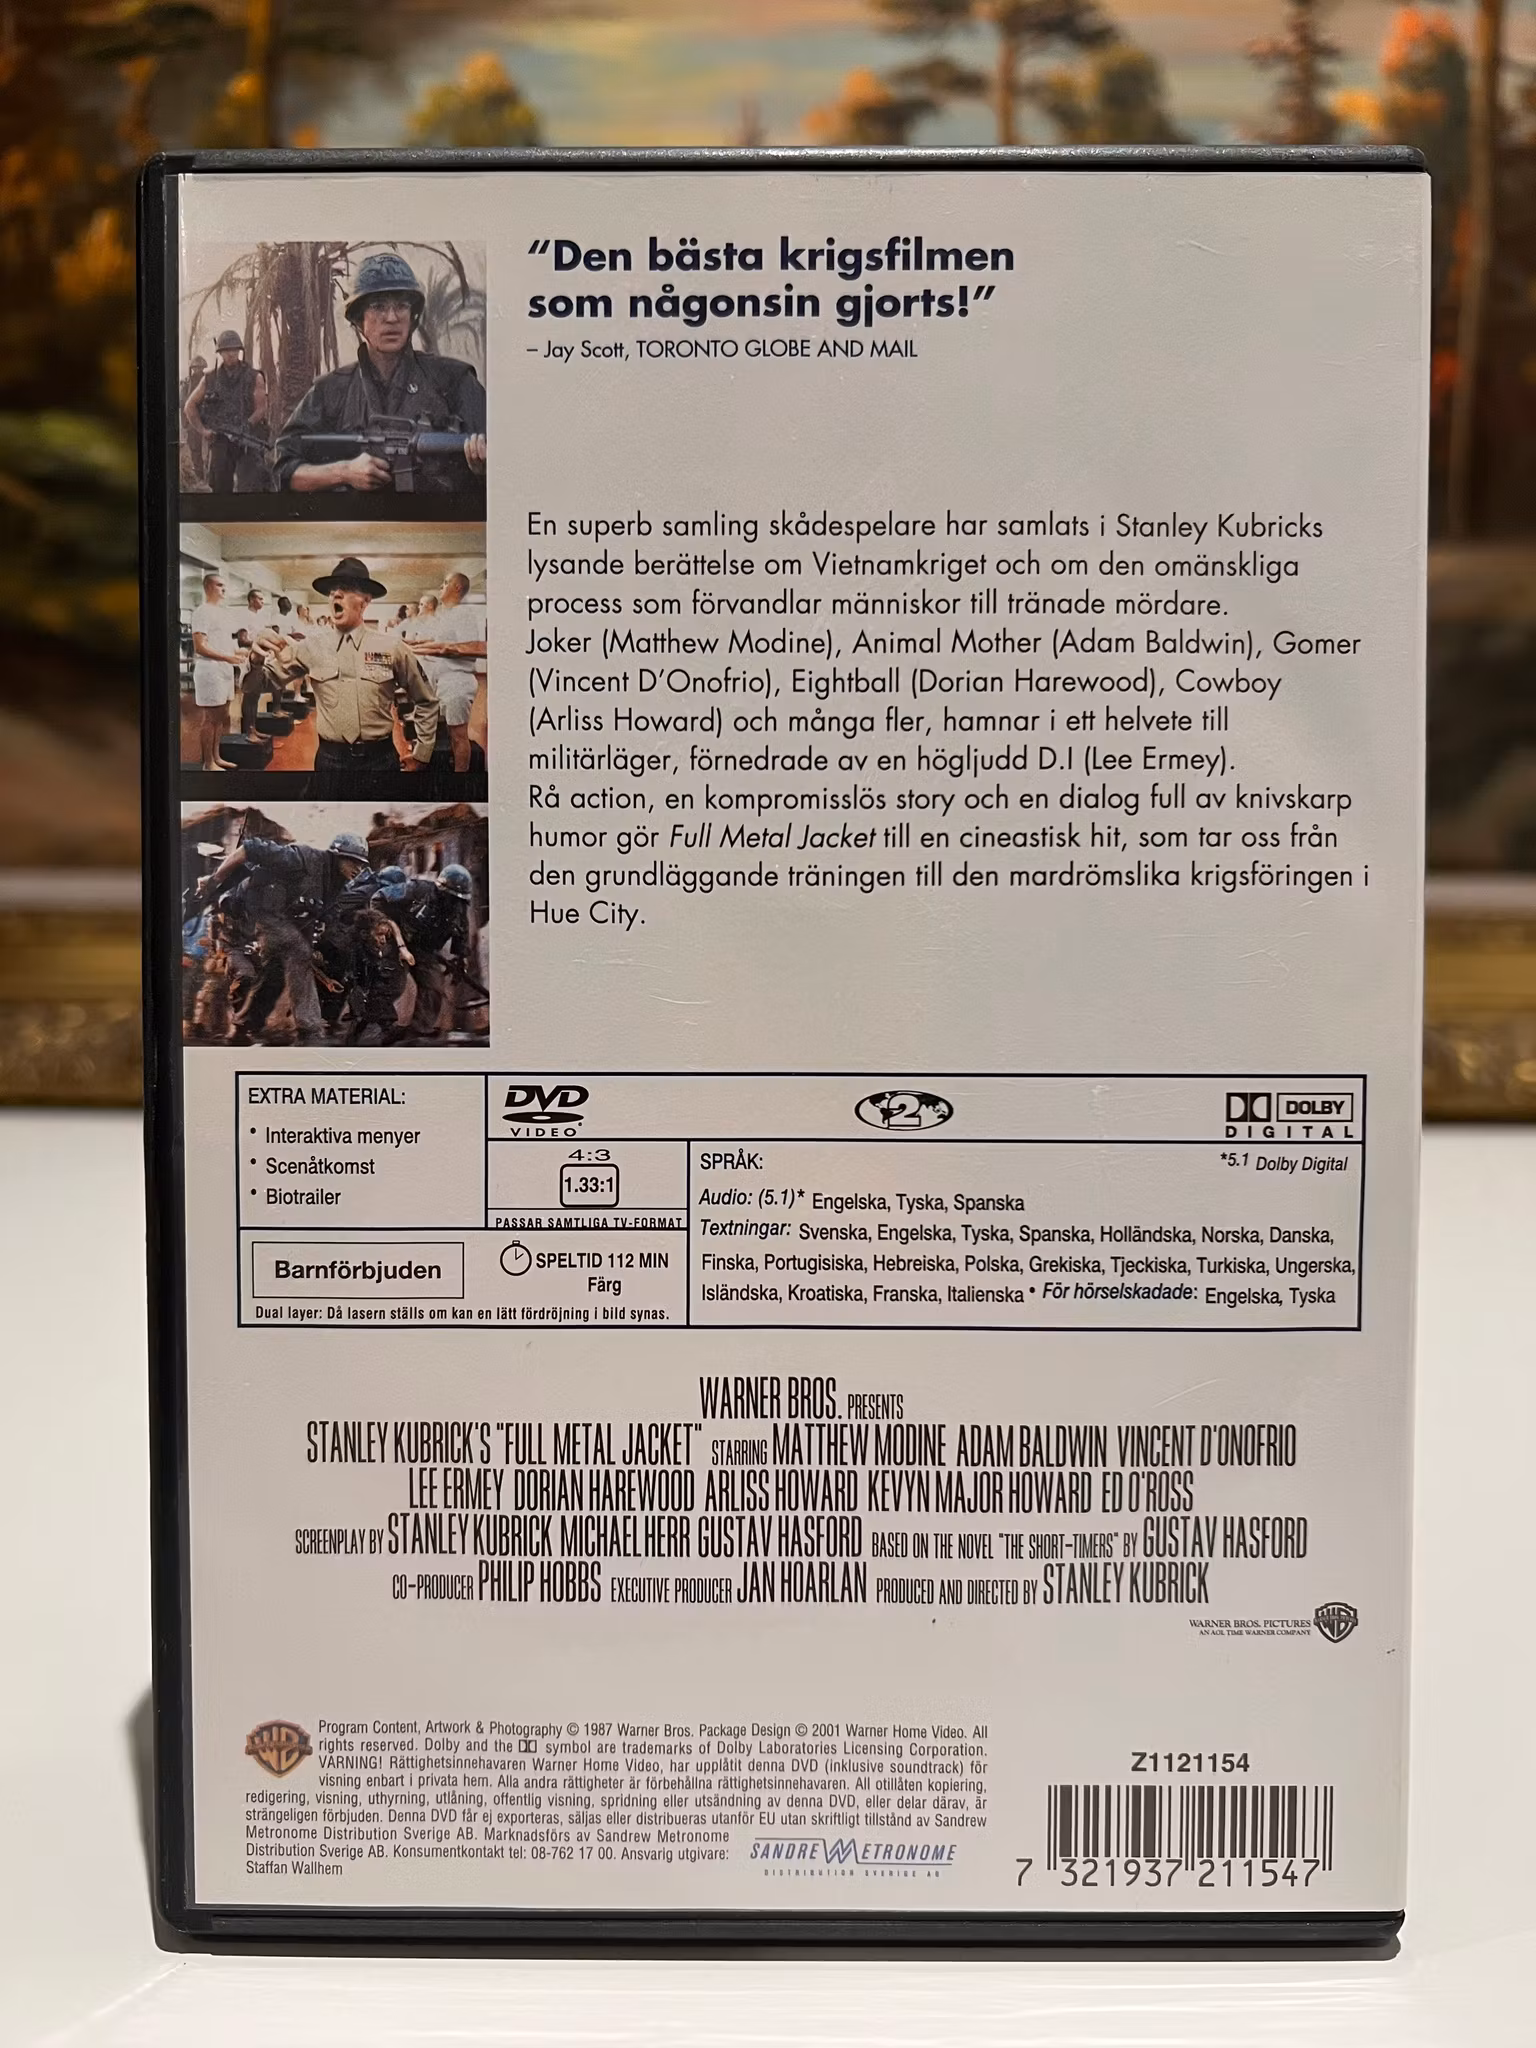 “Den bästa krigsfilmen
som någonsin gjorts!”
– Jay Scott, TORONTO GLOBE AND MAIL
En superb samling skådespelare har samlats i Stanley Kubricks
lysande berättelse om Vietnamkriget och om den omänskliga
process som förvandlar människor till tränade mördare.
Joker (Matthew Modine), Animal Mother (Adam Baldwin), Gomer
(Vincent D’Onofrio), Eightball (Dorian Harewood), Cowboy
(Arliss Howard) och många fler, hamnar i ett helvete till
militärläger, förnedrade av en högljudd D.I (Lee Ermey).
Rå action, en kompromisslös story och en dialog full av knivskarp
humor gör Full Metal Jacket till en cineastisk hit, som tar oss från
den grundläggande träningen till den mardrömslika krigsföringen i
Hue City.
EXTRA MATERIAL:
• Interaktiva menyer
• Scenåtkomst
• Biotrailer
DVD
VIDEO
2
DOLBY
DIGITAL
4:3
1.33:1
PASSAR SAMTLIGA TV-FORMAT
Barnförbjuden
SPELTID 112 MIN
Färg
Dual layer: Då lasern ställs om kan en lätt fördröjning i bild synas.
SPRÅK:
*5.1 Dolby Digital
Audio: (5.1)* Engelska, Tyska, Spanska
Textningar: Svenska, Engelska, Tyska, Spanska, Holländska, Norska, Danska,
Finska, Portugisiska, Hebreiska, Polska, Grekiska, Tjeckiska, Turkiska, Ungerska,
Isländska, Kroatiska, Franska, Italienska • För hörselskadade: Engelska, Tyska
WARNER BROS. PRESENTS
STANLEY KUBRICK'S "FULL METAL JACKET" STARRING MATTHEW MODINE ADAM BALDWIN VINCENT D'ONOFRIO
LEE ERMEY DORIAN HAREWOOD ARLISS HOWARD KEVYN MAJOR HOWARD ED O'ROSS
SCREENPLAY BY STANLEY KUBRICK MICHAEL HERR GUSTAV HASFORD BASED ON THE NOVEL "THE SHORT-TIMERS" BY GUSTAV HASFORD
CO-PRODUCER PHILIP HOBBS EXECUTIVE PRODUCER JAN HOARLAN PRODUCED AND DIRECTED BY STANLEY KUBRICK
WARNER BROS. PICTURES
AN AOL TIME WARNER COMPANY
Program Content, Artwork & Photography © 1987 Warner Bros. Package Design © 2001 Warner Home Video. All
rights reserved. Dolby and the symbol are trademarks of Dolby Laboratories Licensing Corporation.
VARNING! Rättighetsinnehavaren Warner Home Video, har upplåtit denna DVD (inklusive soundtrack) för
visning enbart i privata hem. Alla andra rättigheter är förbehållna rättighetsinnehavaren. All otillåten kopiering,
redigering, visning, uthyrning, utlåning, offentlig visning, spridning eller utsändning av denna DVD, eller delar därav, är
strängeligen förbjuden. Denna DVD får ej exporteras, säljas eller distribueras utanför EU utan skriftligt tillstånd av Sandrew
Metronome Distribution Sverige AB. Marknadsförs av Sandrew Metronome
Distribution Sverige AB. Konsumentkontakt tel: 08-762 17 00. Ansvarig utgivare:
Staffan Wallhem
SANDREW METRONOME
DISTRIBUTION SVERIGE AB
Z1121154
7 321937 211547